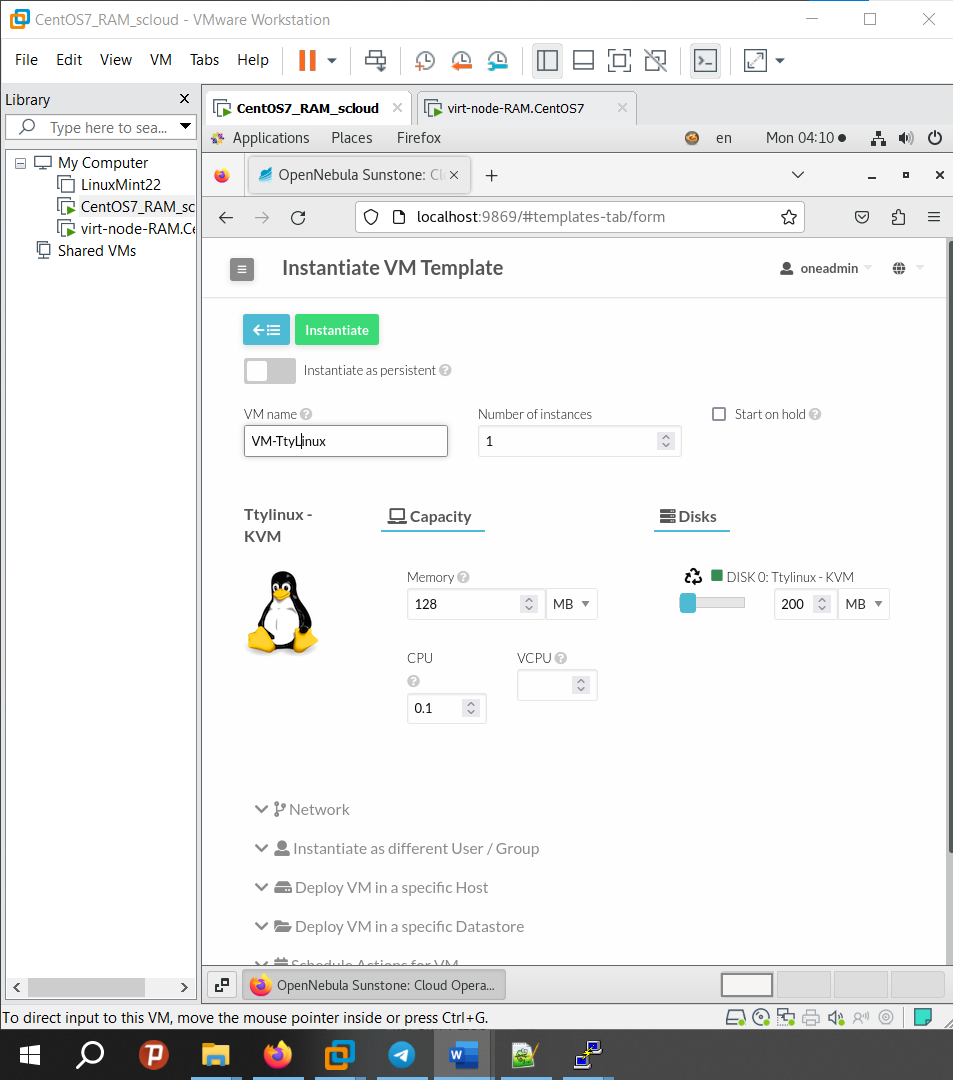 CentOS7_RAM_scloud - VMware Workstation
File Edit View VM Tabs Help
Library
Type here to sea...
My Computer
LinuxMint22
CentOS7_RAM_sc
virt-node-RAM.Ce
Shared VMs
CentOS7_RAM_scloud
virt-node-RAM.CentOS7
Applications Places Firefox en Mon 04:10
OpenNebula Sunstone: Clo
localhost:9869/#templates-tab/form
Instantiate VM Template
oneadmin
Instantiate
Instantiate as persistent
VM name
Number of instances
Start on hold
VM-TtyLinux
1
Ttylinux -
KVM
Capacity
Disks
Memory
128 MB
DISK 0: Ttylinux - KVM
200 MB
CPU
VCPU
0.1
Network
Instantiate as different User / Group
Deploy VM in a specific Host
Deploy VM in a specific Datastore
Schedule Actions for VM
OpenNebula Sunstone: Cloud Opera...
To direct input to this VM, move the mouse pointer inside or press Ctrl+G.